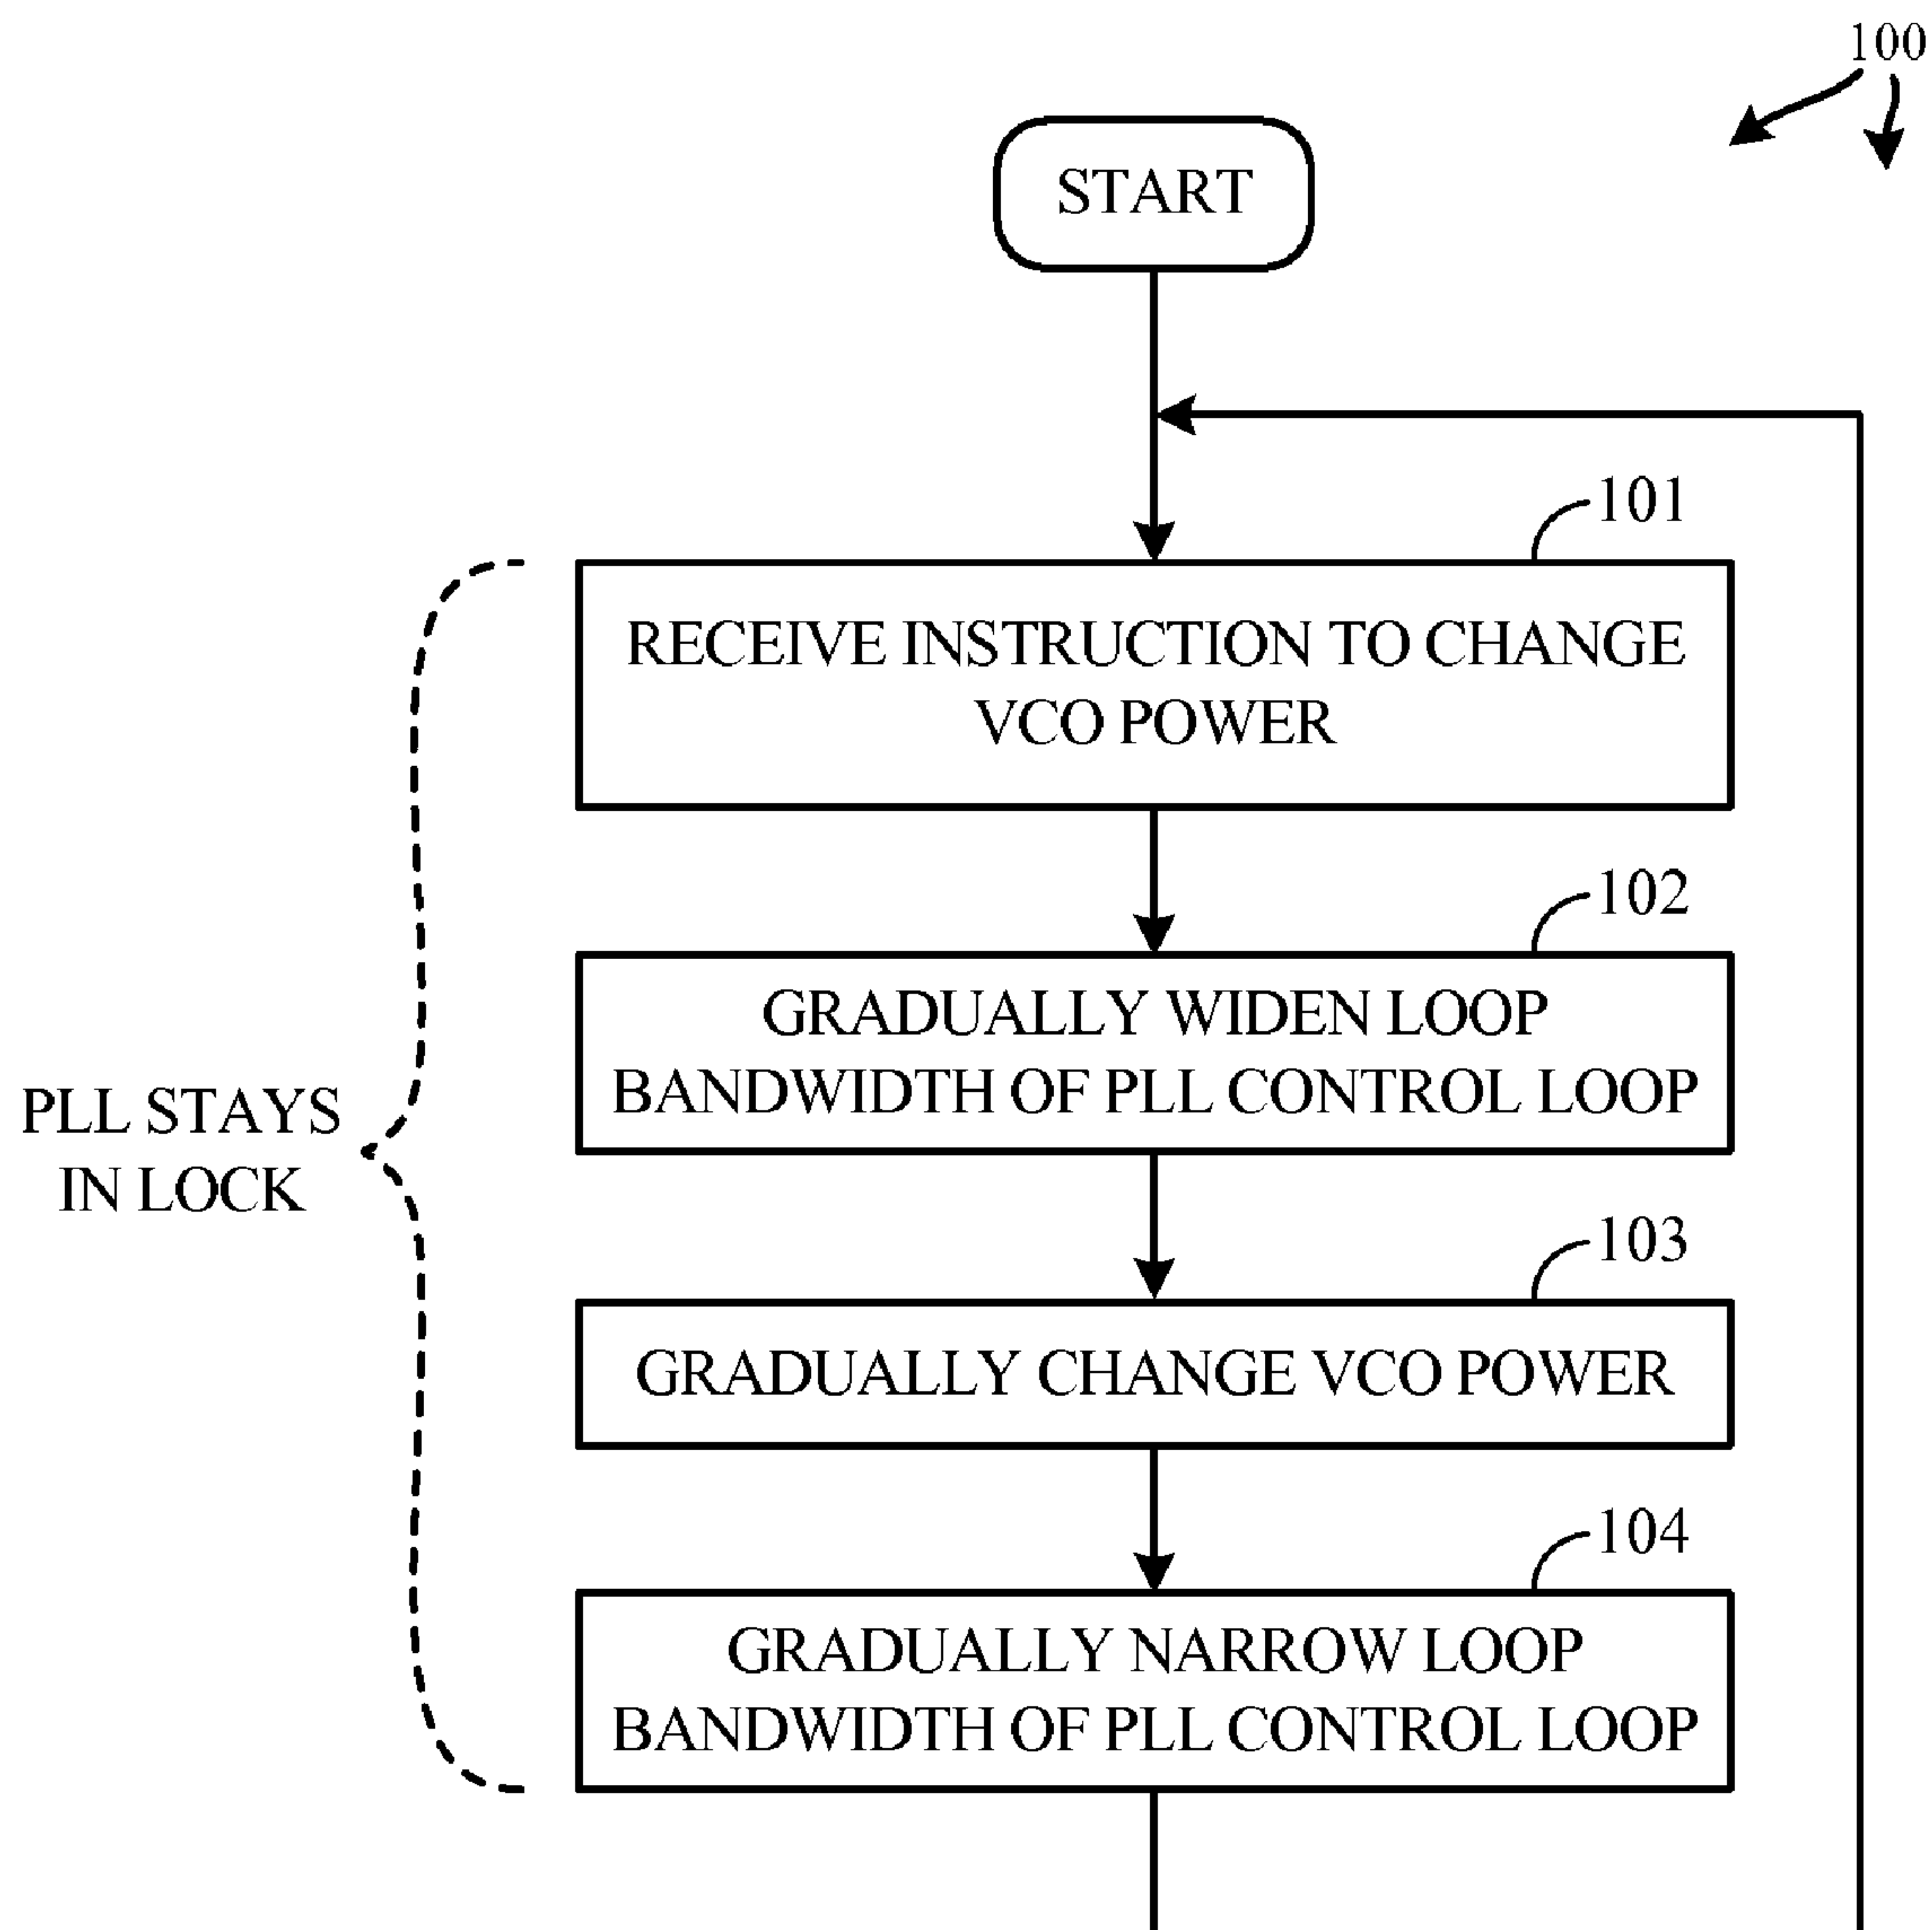 100
START
101
RECEIVE INSTRUCTION TO CHANGE
VCO POWER
102
GRADUALLY WIDEN LOOP
BANDWIDTH OF PLL CONTROL LOOP
PLL STAYS
IN LOCK
103
GRADUALLY CHANGE VCO POWER
104
GRADUALLY NARROW LOOP
BANDWIDTH OF PLL CONTROL LOOP